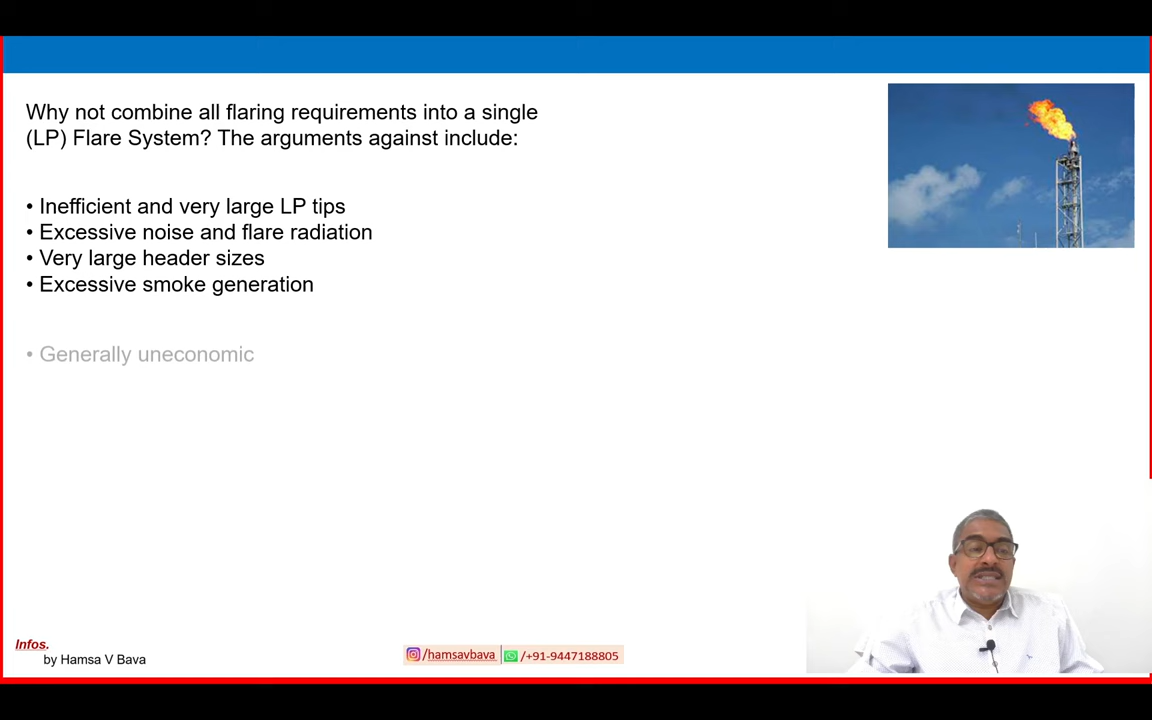 Why not combine all flaring requirements into a single
(LP) Flare System? The arguments against include:
• Inefficient and very large LP tips
• Excessive noise and flare radiation
• Very large header sizes
• Excessive smoke generation
• Generally uneconomic
Infos.
by Hamsa V Bava
/hamsavbava /+91-9447188805